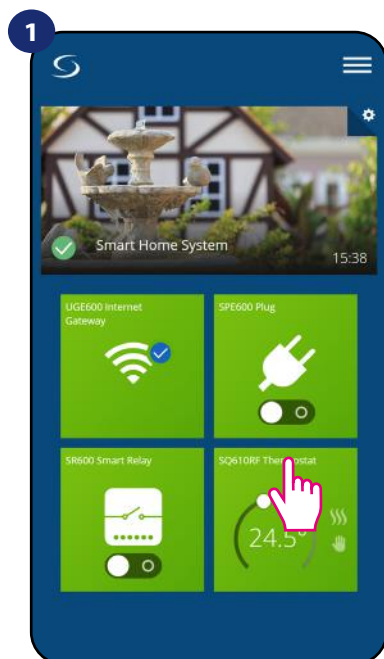 1
Smart Home System
15:38
UGE600 Internet
Gateway
SPE600 Plug
SR600 Smart Relay
SQ610RF Thermostat
24.5°